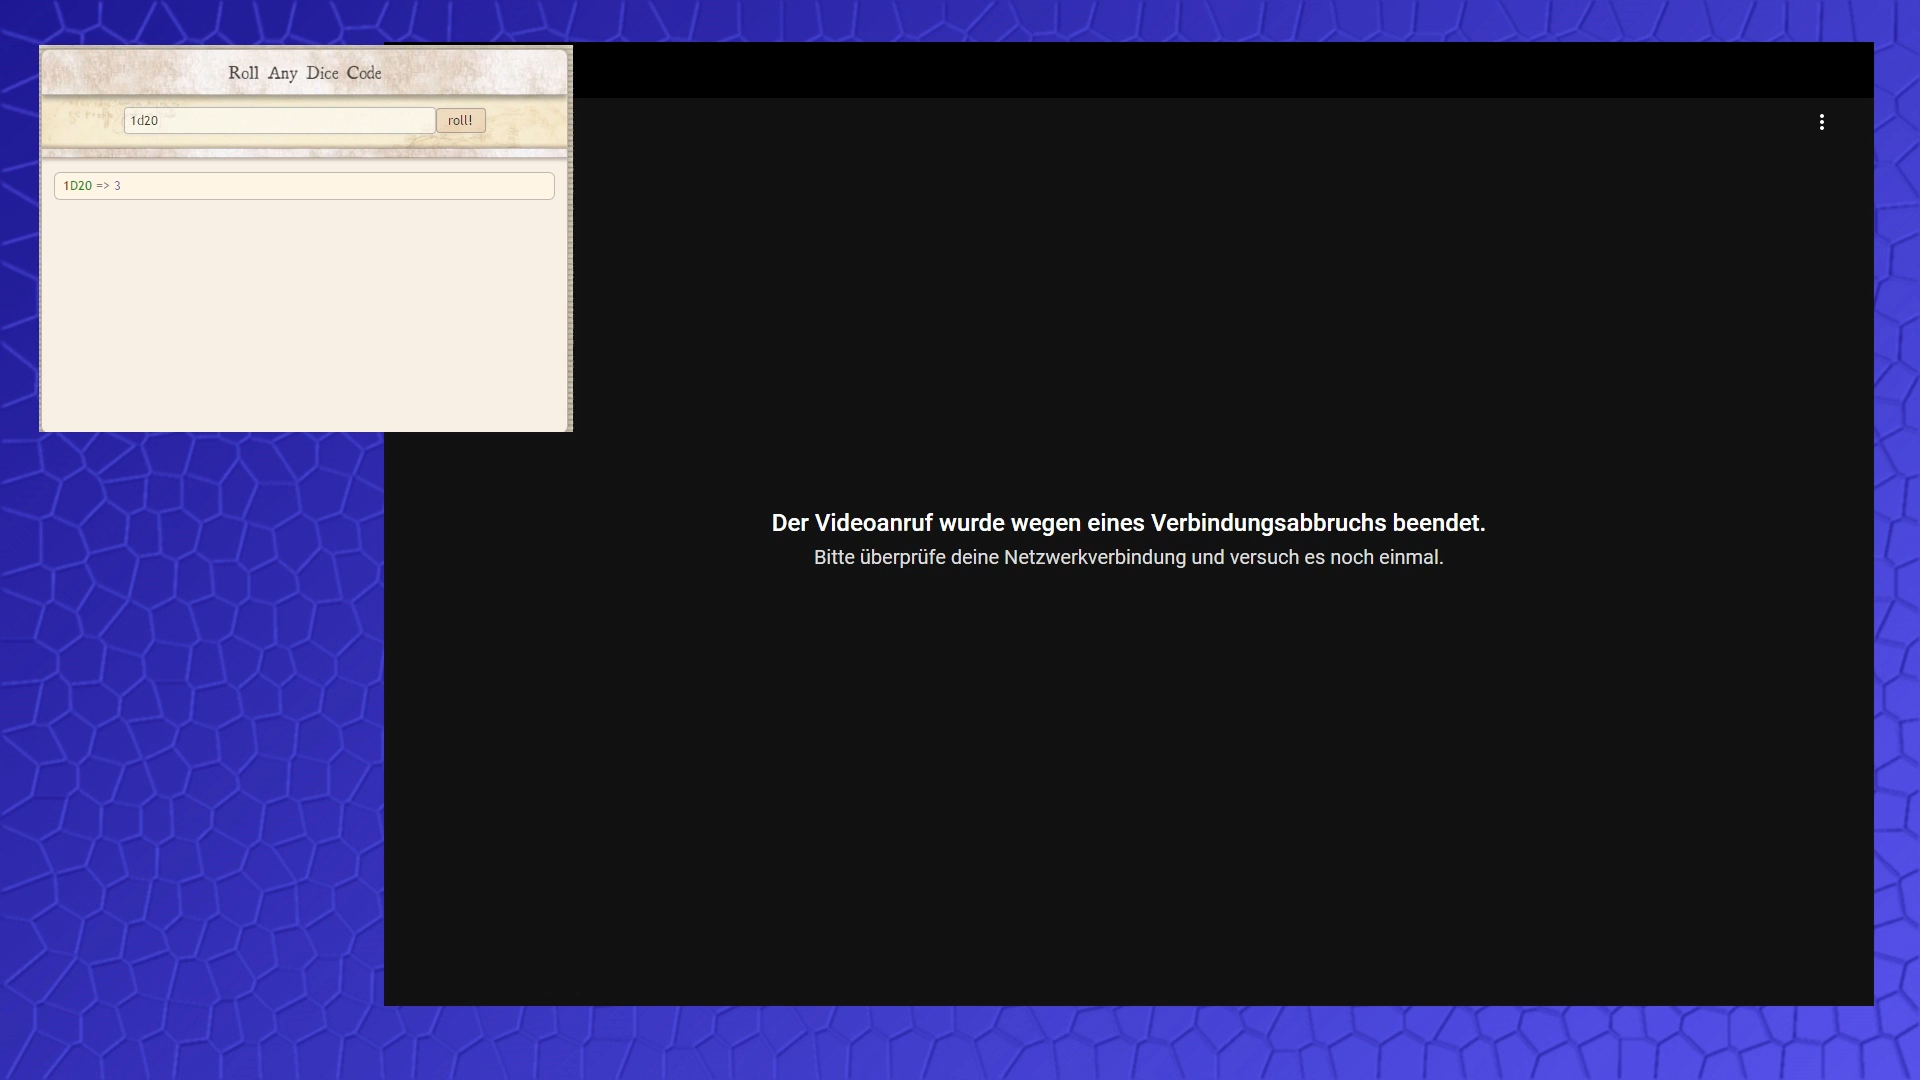 Roll Any Dice Code
1d20 roll!
1D20 => 3
Der Videoanruf wurde wegen eines Verbindungsabbruchs beendet.
Bitte überprüfe deine Netzwerkverbindung und versuch es noch einmal.